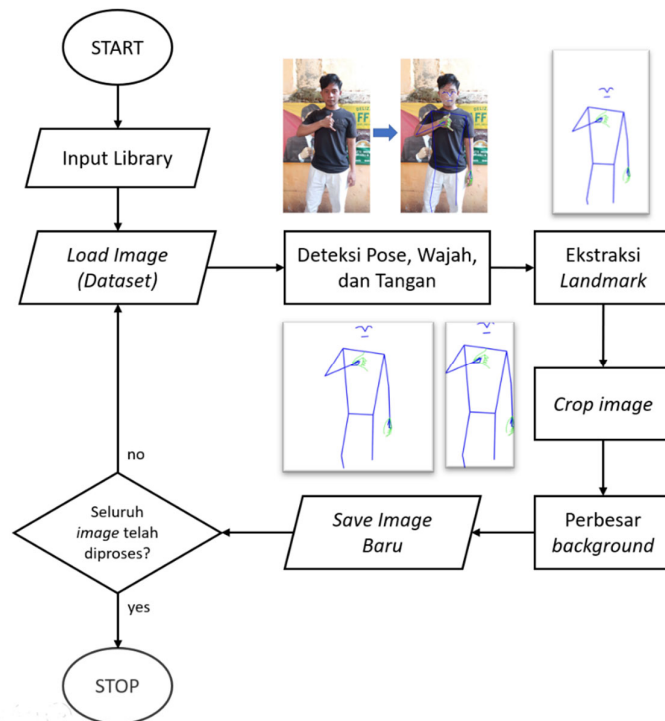 START
Input Library
Load Image
(Dataset)
Deteksi Pose, Wajah,
dan Tangan
Ekstraksi
Landmark
Crop image
Perbesar
background
Save Image
Baru
Seluruh
image telah
diproses?
no
yes
STOP